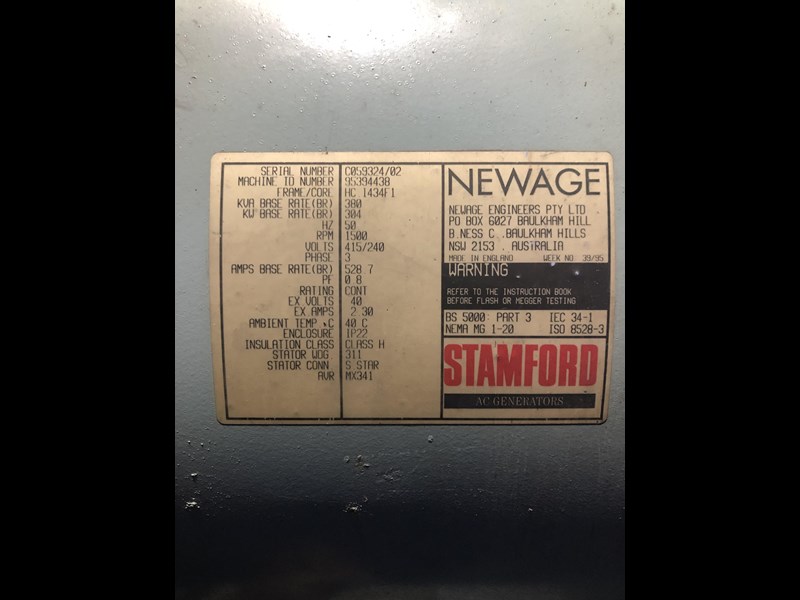 SERIAL NUMBER C059324/02
MACHINE ID NUMBER 95394438
FRAME/CORE HC I434F1
KVA BASE RATE(BR) 380
KW BASE RATE(BR) 304
HZ 50
RPM 1500
VOLTS 415/240
PHASE 3
AMPS BASE RATE(BR) 528.7
PF 0.8
RATING CONT
EX VOLTS 40
EX AMPS 2.30
AMBIENT TEMP °C 40 C
ENCLOSURE IP22
INSULATION CLASS CLASS H
STATOR WDG 311
STATOR CONN S STAR
AVR MX341
NEWAGE
NEWAGE ENGINEERS PTY LTD
PO BOX 6027 BAULKHAM HILL
B.NESS C. BAULKHAM HILLS
NSW 2153 . AUSTRALIA
MADE IN ENGLAND WEEK NO: 39/95
WARNING
REFER TO THE INSTRUCTION BOOK
BEFORE FLASH OR MEGGER TESTING
BS 5000: PART 3 IEC 34-1
NEMA MG 1-20 ISO 8528-3
STAMFORD
AC GENERATORS